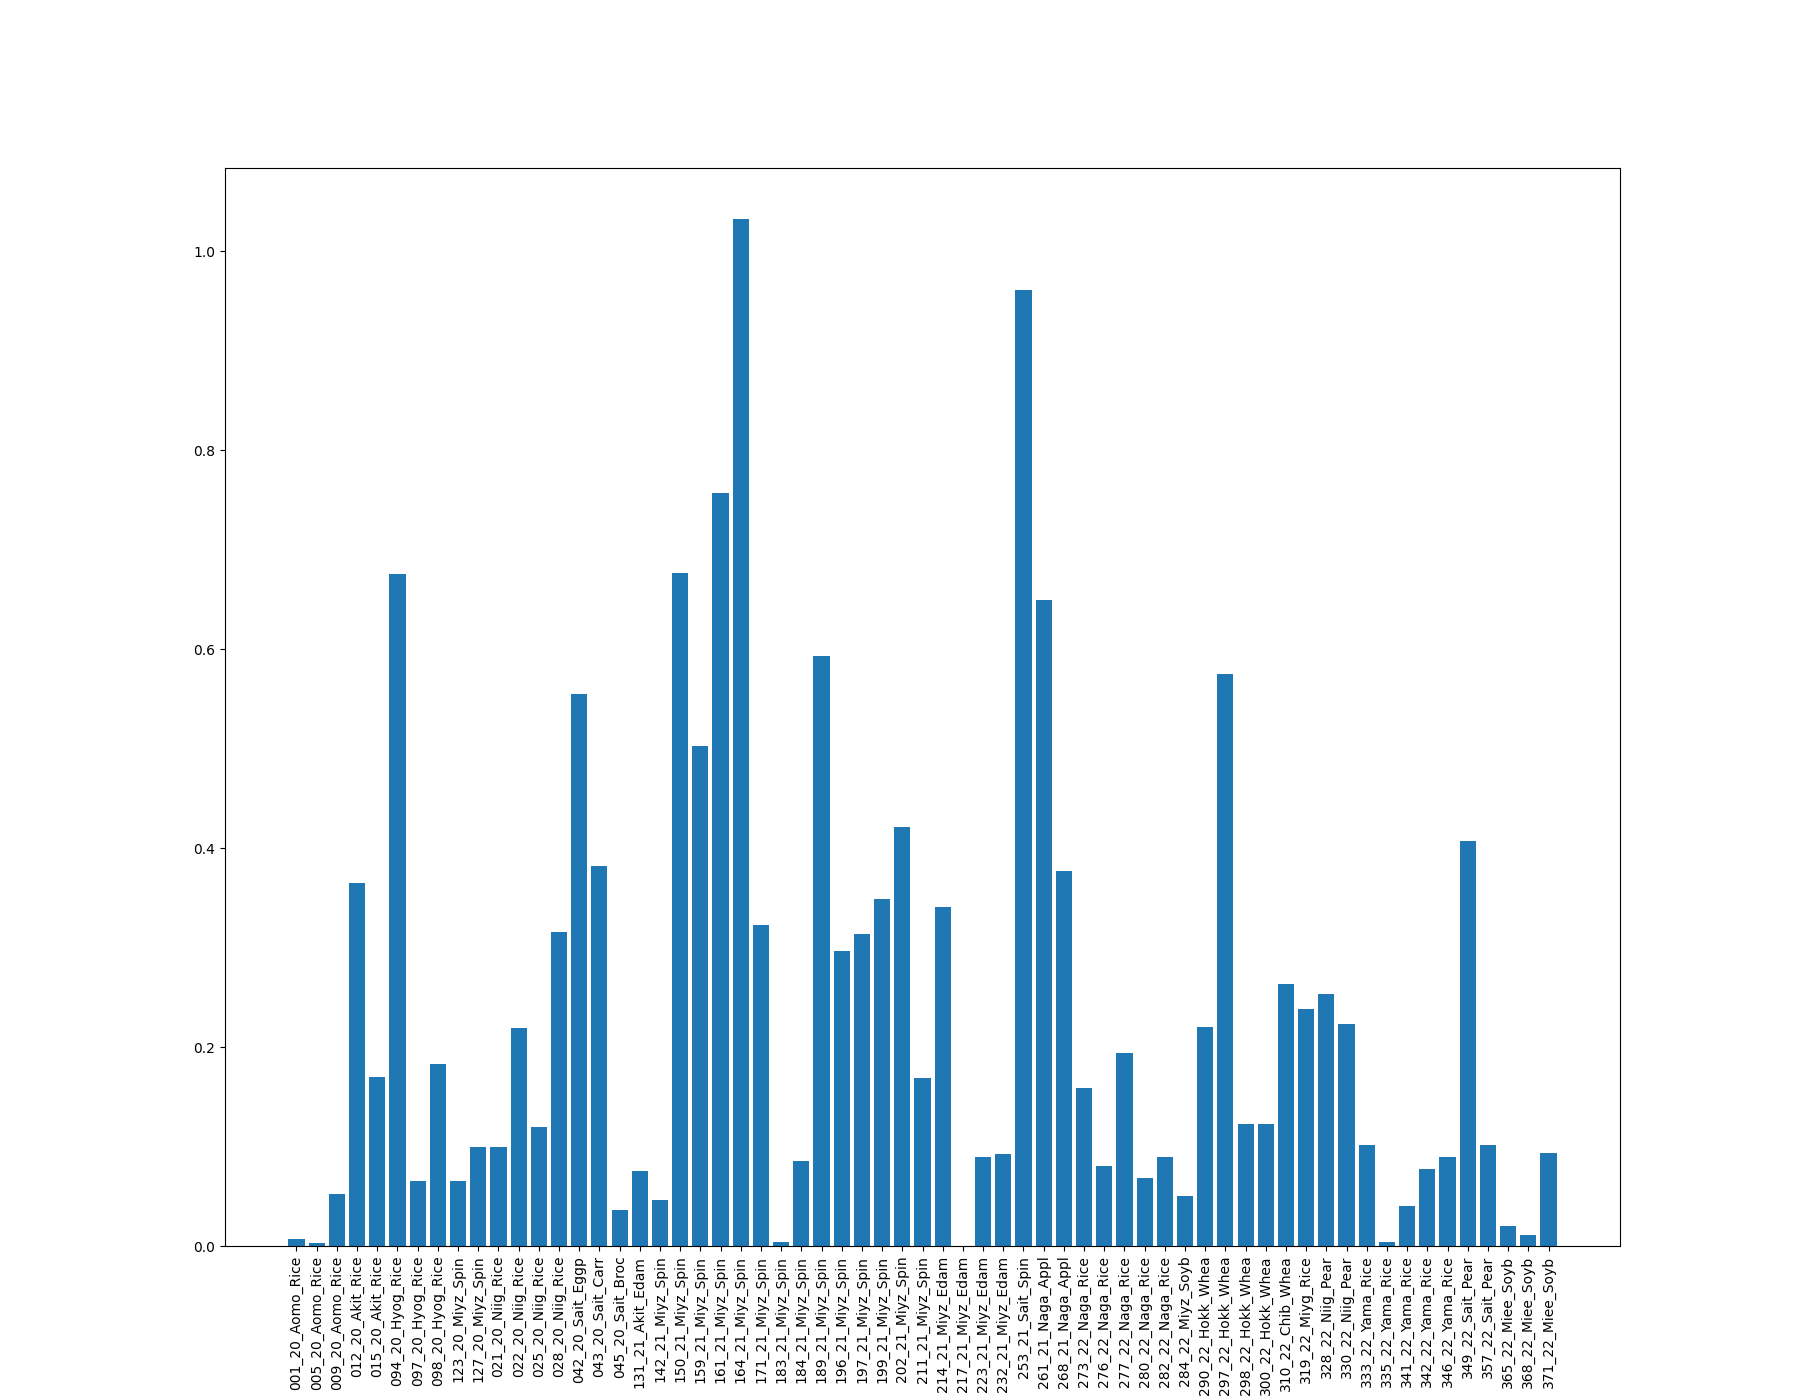 1.0
0.8
0.6
0.4
0.2
0.0
001_20_Aomo_Rice
005_20_Aomo_Rice
009_20_Aomo_Rice
012_20_Akit_Rice
015_20_Akit_Rice
094_20_Hyog_Rice
097_20_Hyog_Rice
098_20_Hyog_Rice
123_20_Miyz_Spin
127_20_Miyz_Spin
021_20_Niig_Rice
022_20_Niig_Rice
025_20_Niig_Rice
028_20_Niig_Rice
042_20_Sait_Eggp
043_20_Sait_Carr
045_20_Sait_Broc
131_21_Akit_Edam
142_21_Miyz_Spin
150_21_Miyz_Spin
159_21_Miyz_Spin
161_21_Miyz_Spin
164_21_Miyz_Spin
171_21_Miyz_Spin
183_21_Miyz_Spin
184_21_Miyz_Spin
189_21_Miyz_Spin
196_21_Miyz_Spin
197_21_Miyz_Spin
199_21_Miyz_Spin
202_21_Miyz_Spin
211_21_Miyz_Spin
214_21_Miyz_Edam
217_21_Miyz_Edam
223_21_Miyz_Edam
232_21_Miyz_Edam
253_21_Sait_Spin
261_21_Naga_Appl
268_21_Naga_Appl
273_22_Naga_Rice
276_22_Naga_Rice
277_22_Naga_Rice
280_22_Naga_Rice
282_22_Naga_Rice
284_22_Miyz_Soyb
290_22_Hokk_Whea
297_22_Hokk_Whea
298_22_Hokk_Whea
300_22_Hokk_Whea
310_22_Chib_Whea
319_22_Miyg_Rice
328_22_Niig_Pear
330_22_Niig_Pear
333_22_Yama_Rice
335_22_Yama_Rice
341_22_Yama_Rice
342_22_Yama_Rice
346_22_Yama_Rice
349_22_Sait_Pear
357_22_Sait_Pear
365_22_Miee_Soyb
368_22_Miee_Soyb
371_22_Miee_Soyb